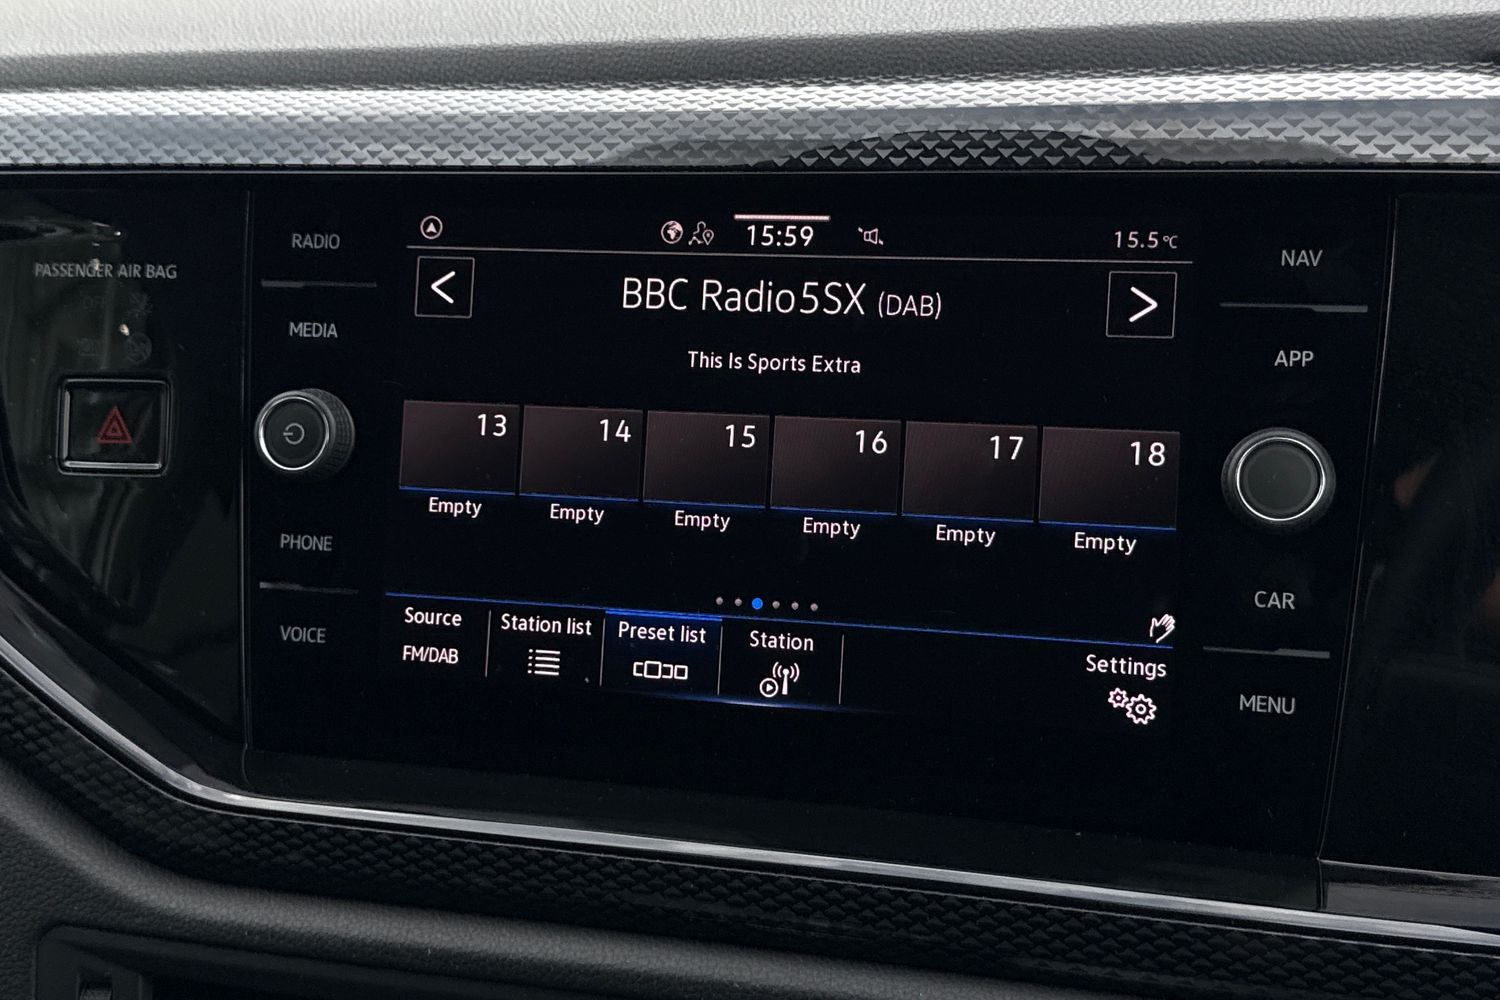 PASSENGER AIR BAG
RADIO
MEDIA
PHONE
VOICE
15:59
15.5°C
<
BBC Radio5SX (DAB)
>
This Is Sports Extra
13 14 15 16 17 18
Empty Empty Empty Empty Empty Empty
Source Station list Preset list Station
FM/DAB
Settings
NAV
APP
CAR
MENU